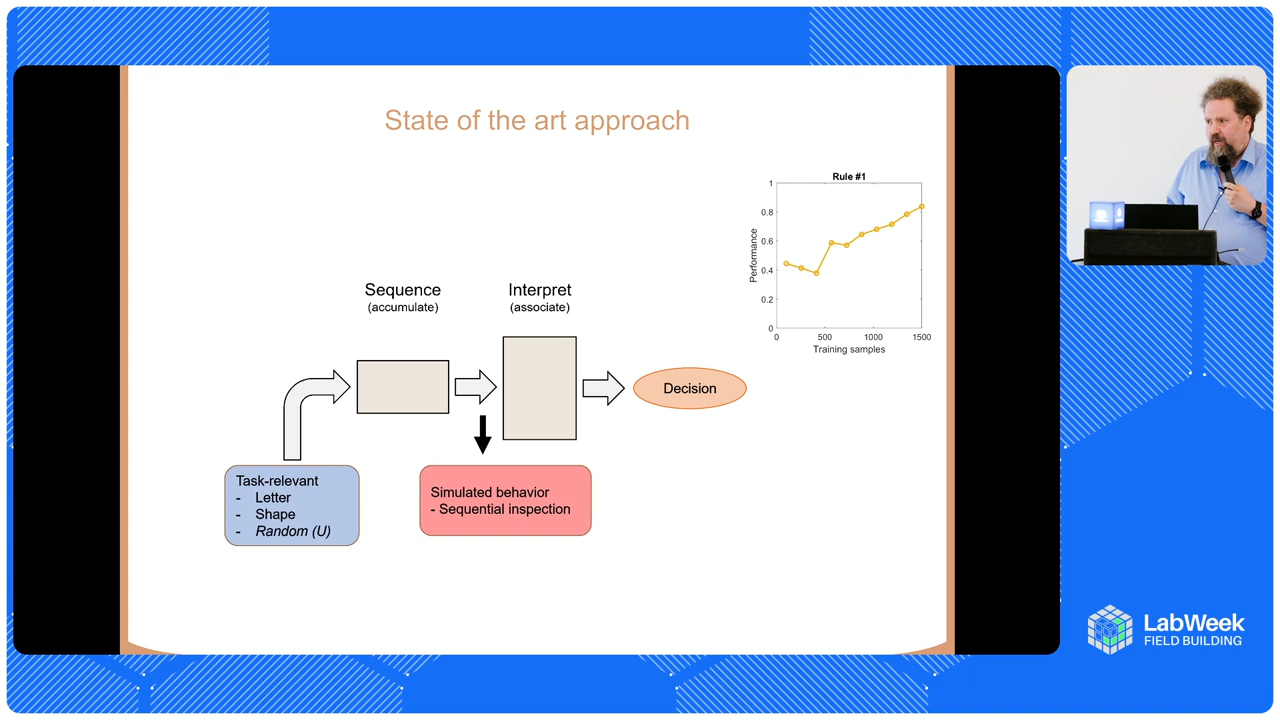 State of the art approach
Rule #1
1
0.8
0.6
0.4
0.2
0
Performance
0
500
1000
1500
Training samples
Sequence
(accumulate)
Interpret
(associate)
Decision
Task-relevant
- Letter
- Shape
- Random (U)
Simulated behavior
- Sequential inspection
LabWeek
FIELD BUILDING